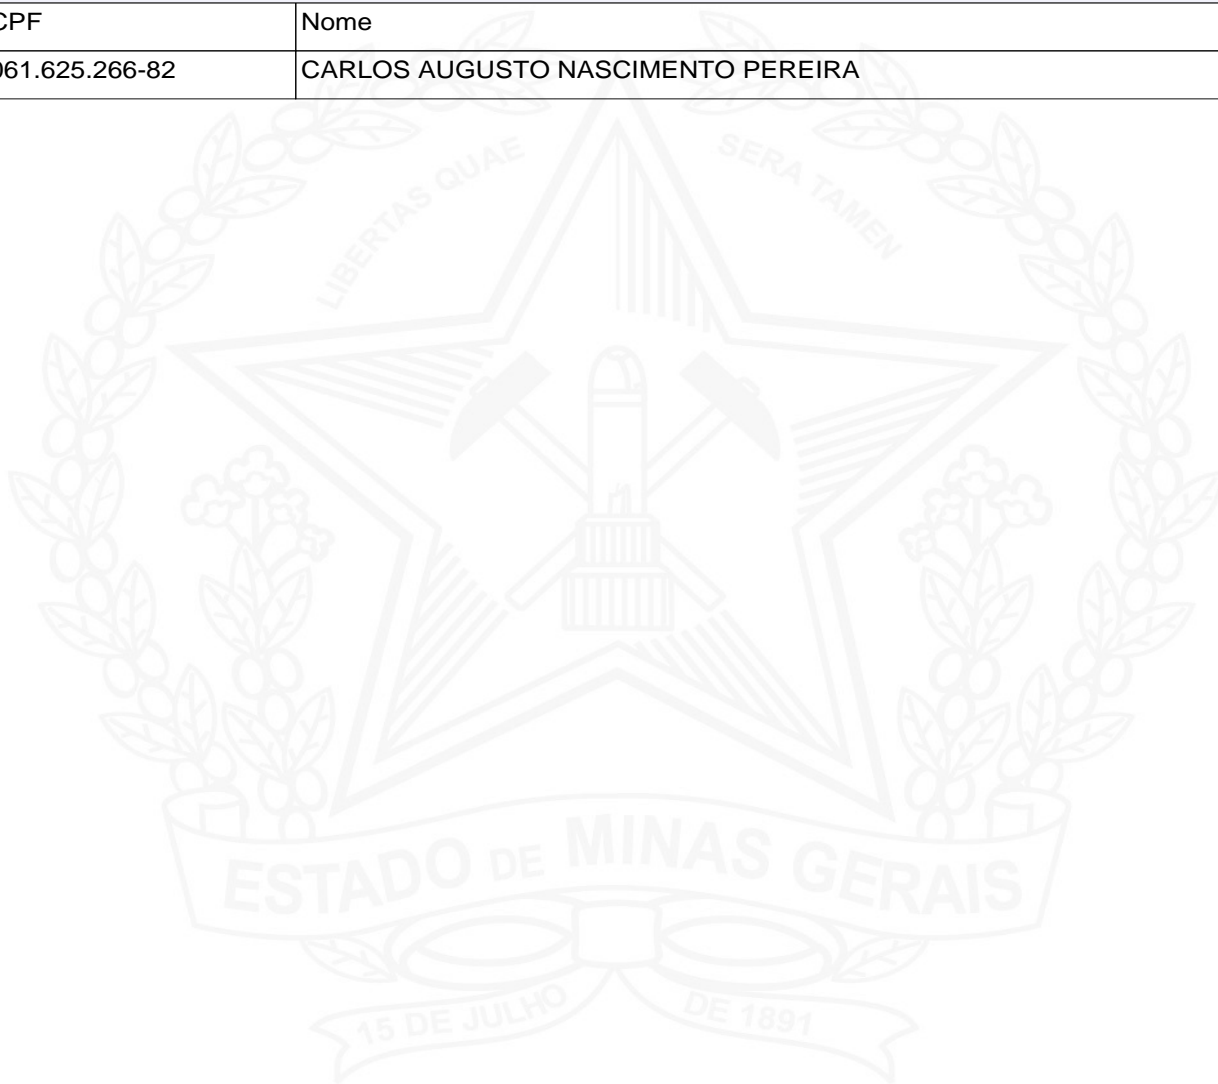 CPF Nome
061.625.266-82 CARLOS AUGUSTO NASCIMENTO PEREIRA
LIBERTAS QUAE SERA TAMEN
ESTADO DE MINAS GERAIS
15 DE JULHO DE 1891